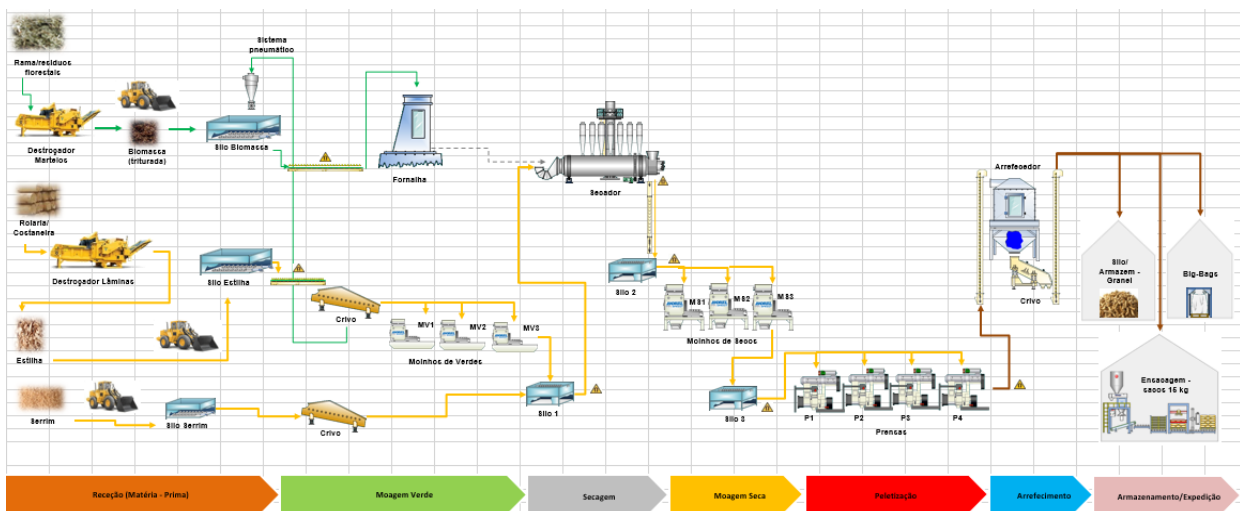 Rama/resíduos
florestais
Sistema
pneumático
Destroçador
Martelos
Biomassa
(triturada)
Silo Biomassa
Fornalha
Secador
Arrefecedor
Rolaria/
Costaneira
Destroçador Lâminas
Silo Estilha
Silo 2
MS1
MS2
MS3
Silo/
Armazem -
Granel
Big-Bags
Crivo
Crivo
MV1
MV2
MV3
Moinhos de Verdes
Moinhos de Secos
Estilha
Serrim
Silo Serrim
Crivo
Silo 1
Silo 3
P1
P2
P3
P4
Prensas
Ensacagem -
sacos 15 kg
Receção (Matéria - Prima)
Moagem Verde
Secagem
Moagem Seca
Peletização
Arrefecimento
Armazenamento/Expedição